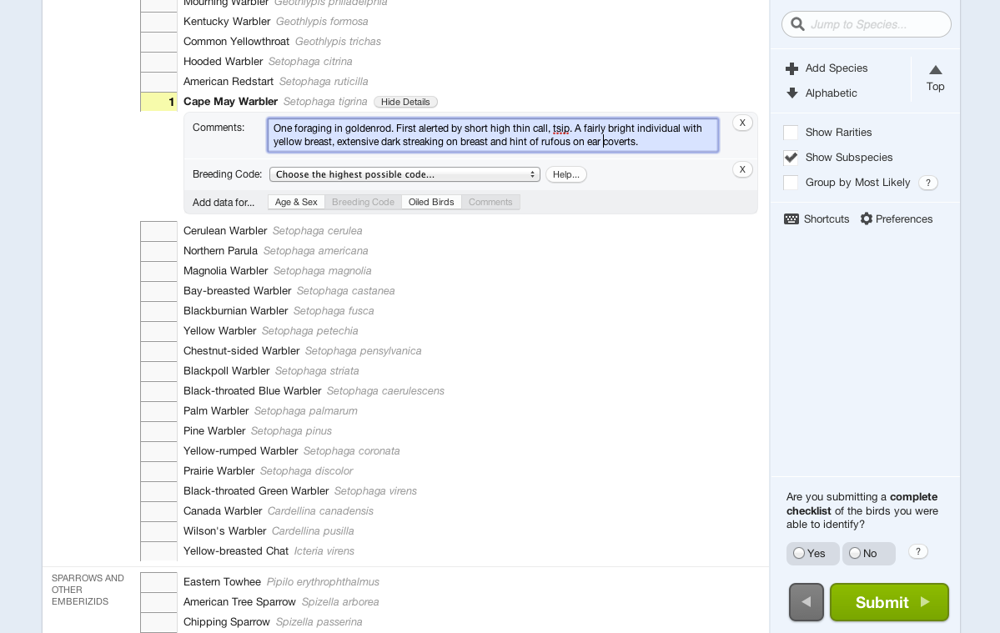 Mourning Warbler Geothlypis philadelphia
Kentucky Warbler Geothlypis formosa
Common Yellowthroat Geothlypis trichas
Hooded Warbler Setophaga citrina
American Redstart Setophaga ruticilla
1 Cape May Warbler Setophaga tigrina Hide Details
Comments:
One foraging in goldenrod. First alerted by short high thin call, tsip. A fairly bright individual with
yellow breast, extensive dark streaking on breast and hint of rufous on ear coverts.
X
Breeding Code: Choose the highest possible code... Help... X
Add data for... Age & Sex Breeding Code Oiled Birds Comments
Cerulean Warbler Setophaga cerulea
Northern Parula Setophaga americana
Magnolia Warbler Setophaga magnolia
Bay-breasted Warbler Setophaga castanea
Blackburnian Warbler Setophaga fusca
Yellow Warbler Setophaga petechia
Chestnut-sided Warbler Setophaga pensylvanica
Blackpoll Warbler Setophaga striata
Black-throated Blue Warbler Setophaga caerulescens
Palm Warbler Setophaga palmarum
Pine Warbler Setophaga pinus
Yellow-rumped Warbler Setophaga coronata
Prairie Warbler Setophaga discolor
Black-throated Green Warbler Setophaga virens
Canada Warbler Cardellina canadensis
Wilson's Warbler Cardellina pusilla
Yellow-breasted Chat Icteria virens
SPARROWS AND
OTHER
EMBERIZIDS
Eastern Towhee Pipilo erythrophthalmus
American Tree Sparrow Spizella arborea
Chipping Sparrow Spizella passerina
Jump to Species...
Add Species
Alphabetic
Top
Show Rarities
Show Subspecies
Group by Most Likely ?
Shortcuts Preferences
Are you submitting a complete
checklist of the birds you were
able to identify?
Yes No ?
Submit